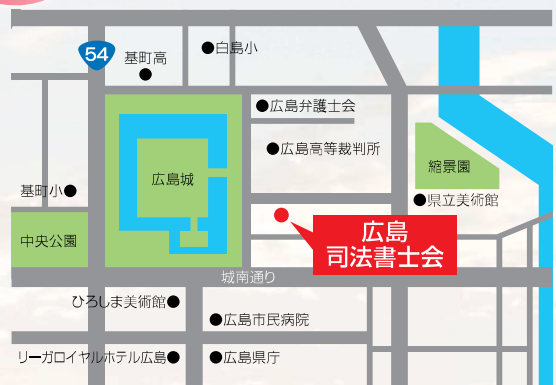 54
基町高
白島小
広島弁護士会
広島高等裁判所
広島城
縮景園
基町小
県立美術館
中央公園
広島
司法書士会
城南通り
ひろしま美術館
広島市民病院
リーガロイヤルホテル広島
広島県庁